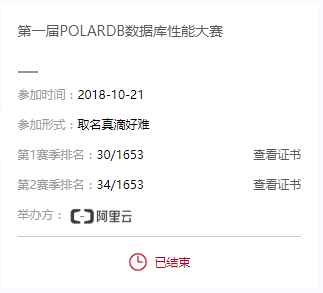 第一届POLARDB数据库性能大赛
参加时间：2018-10-21
参加形式：取名真滴好难
第1赛季排名：30/1653 查看证书
第2赛季排名：34/1653 查看证书
举办方： 阿里云
已结束